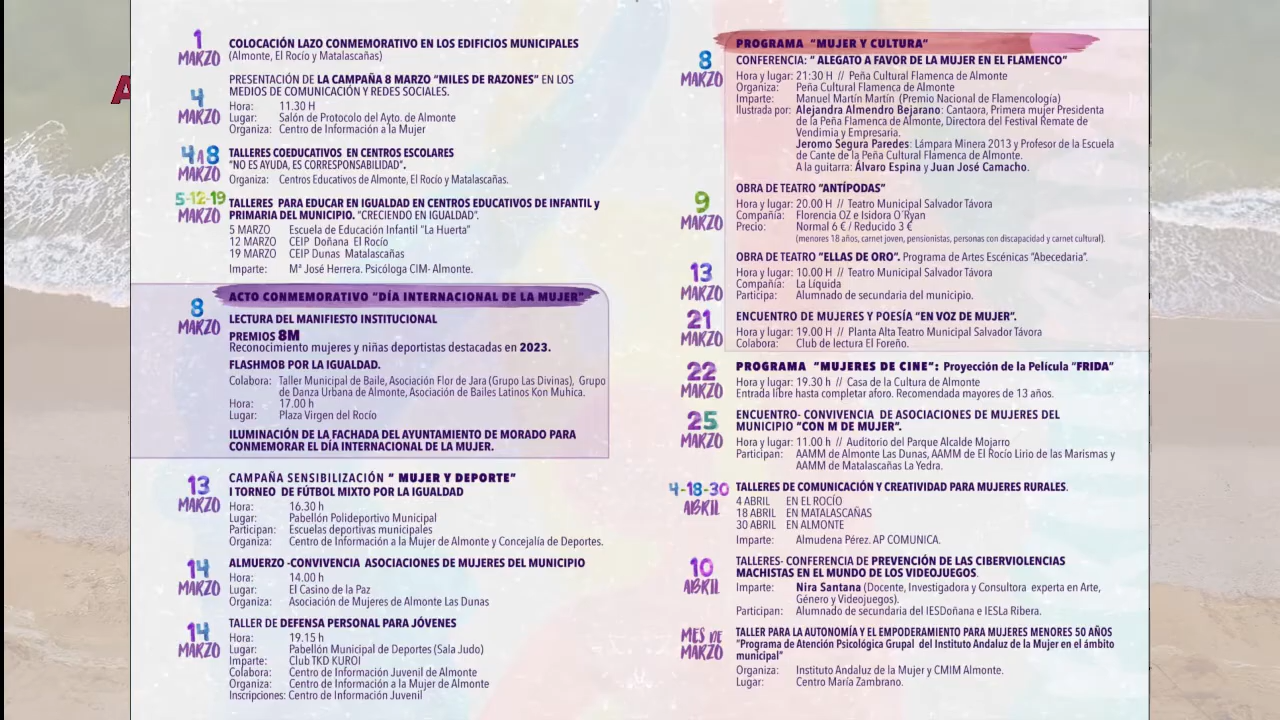 1
MARZO
COLOCACIÓN LAZO CONMEMORATIVO EN LOS EDIFICIOS MUNICIPALES
(Almonte, El Rocío y Matalascañas)
4
MARZO
PRESENTACIÓN DE LA CAMPAÑA 8 MARZO "MILES DE RAZONES" EN LOS
MEDIOS DE COMUNICACIÓN Y REDES SOCIALES.
Hora: 11.30 H
Lugar: Salón de Protocolo del Ayto. de Almonte
Organiza: Centro de Información a la Mujer
4 A 8
MARZO
TALLERES COEDUCATIVOS EN CENTROS ESCOLARES
"NO ES AYUDA, ES CORRESPONSABILIDAD".
Organiza: Centros Educativos de Almonte, El Rocío y Matalascañas.
5-12-19
MARZO
TALLERES PARA EDUCAR EN IGUALDAD EN CENTROS EDUCATIVOS DE INFANTIL y
PRIMARIA DEL MUNICIPIO. "CRECIENDO EN IGUALDAD".
5 MARZO Escuela de Educación Infantil "La Huerta"
12 MARZO CEIP Doñana El Rocío
19 MARZO CEIP Dunas Matalascañas
Imparte: Mª José Herrera. Psicóloga CIM- Almonte.
8
MARZO
ACTO CONMEMORATIVO "DÍA INTERNACIONAL DE LA MUJER"
LECTURA DEL MANIFIESTO INSTITUCIONAL
PREMIOS 8M
Reconocimiento mujeres y niñas deportistas destacadas en 2023.
FLASHMOB POR LA IGUALDAD.
Colabora: Taller Municipal de Baile, Asociación Flor de Jara (Grupo Las Divinas), Grupo
de Danza Urbana de Almonte, Asociación de Bailes Latinos Kon Muhica.
Hora: 17.00 h
Lugar: Plaza Virgen del Rocío
ILUMINACIÓN DE LA FACHADA DEL AYUNTAMIENTO DE MORADO PARA
CONMEMORAR EL DÍA INTERNACIONAL DE LA MUJER.
13
MARZO
CAMPAÑA SENSIBILIZACIÓN " MUJER Y DEPORTE"
I TORNEO DE FÚTBOL MIXTO POR LA IGUALDAD
Hora: 16.30 h
Lugar: Pabellón Polideportivo Municipal
Participan: Escuelas deportivas municipales
Organiza: Centro de Información a la Mujer de Almonte y Concejalía de Deportes.
14
MARZO
ALMUERZO -CONVIVENCIA ASOCIACIONES DE MUJERES DEL MUNICIPIO
Hora: 14.00 h
Lugar: El Casino de la Paz
Organiza: Asociación de Mujeres de Almonte Las Dunas
14
MARZO
TALLER DE DEFENSA PERSONAL PARA JÓVENES
Hora: 19.15 h
Lugar: Pabellón Municipal de Deportes (Sala Judo)
Imparte: Club TKD KUROI
Colabora: Centro de Información Juvenil de Almonte
Organiza: Centro de Información a la Mujer de Almonte
Inscripciones: Centro de Información Juvenil
8
MARZO
PROGRAMA "MUJER Y CULTURA"
CONFERENCIA: " ALEGATO A FAVOR DE LA MUJER EN EL FLAMENCO"
Hora y lugar: 21:30 H // Peña Cultural Flamenca de Almonte
Organiza: Peña Cultural Flamenca de Almonte
Imparte: Manuel Martín Martín (Premio Nacional de Flamencología)
Ilustrada por: Alejandra Almendro Bejarano: Cantaora, Primera mujer Presidenta
de la Peña Flamenca de Almonte, Directora del Festival Remate de
Vendimia y Empresaria.
Jeromo Segura Paredes: Lámpara Minera 2013 y Profesor de la Escuela
de Cante de la Peña Cultural Flamenca de Almonte.
A la guitarra: Álvaro Espina y Juan José Camacho.
9
MARZO
OBRA DE TEATRO "ANTÍPODAS"
Hora y lugar: 20.00 H // Teatro Municipal Salvador Távora
Compañía: Florencia OZ e Isidora O´Ryan
Precio: Normal 6 € / Reducido 3 €
(menores 18 años, carnet joven, pensionistas, personas con discapacidad y carnet cultural).
13
MARZO
OBRA DE TEATRO "ELLAS DE ORO". Programa de Artes Escénicas "Abecedaria".
Hora y lugar: 10.00 H // Teatro Municipal Salvador Távora
Compañía: La Líquida
Participa: Alumnado de secundaria del municipio.
21
MARZO
ENCUENTRO DE MUJERES Y POESÍA "EN VOZ DE MUJER".
Hora y lugar: 19.00 H // Planta Alta Teatro Municipal Salvador Távora
Colabora: Club de lectura El Foreño.
22
MARZO
PROGRAMA "MUJERES DE CINE": Proyección de la Película "FRIDA"
Hora y lugar: 19.30 h // Casa de la Cultura de Almonte
Entrada libre hasta completar aforo. Recomendada mayores de 13 años.
25
MARZO
ENCUENTRO- CONVIVENCIA DE ASOCIACIONES DE MUJERES DEL
MUNICIPIO "CON M DE MUJER".
Hora y lugar: 11.00 h // Auditorio del Parque Alcalde Mojarro
Participan: AAMM de Almonte Las Dunas, AAMM de El Rocío Lirio de las Marismas y
AAMM de Matalascañas La Yedra.
4-18-30
ABRIL
TALLERES DE COMUNICACIÓN Y CREATIVIDAD PARA MUJERES RURALES.
4 ABRIL EN EL ROCÍO
18 ABRIL EN MATALASCAÑAS
30 ABRIL EN ALMONTE
Imparte: Almudena Pérez. AP COMUNICA.
10
ABRIL
TALLERES- CONFERENCIA DE PREVENCIÓN DE LAS CIBERVIOLENCIAS
MACHISTAS EN EL MUNDO DE LOS VIDEOJUEGOS.
Imparte: Nira Santana (Docente, Investigadora y Consultora experta en Arte,
Género y Videojuegos).
Participan: Alumnado de secundaria del IESDoñana e IESLa Ribera.
MES DE
MARZO
TALLER PARA LA AUTONOMÍA Y EL EMPODERAMIENTO PARA MUJERES MENORES 50 AÑOS
"Programa de Atención Psicológica Grupal del Instituto Andaluz de la Mujer en el ámbito
municipal"
Organiza: Instituto Andaluz de la Mujer y CMIM Almonte.
Lugar: Centro María Zambrano.